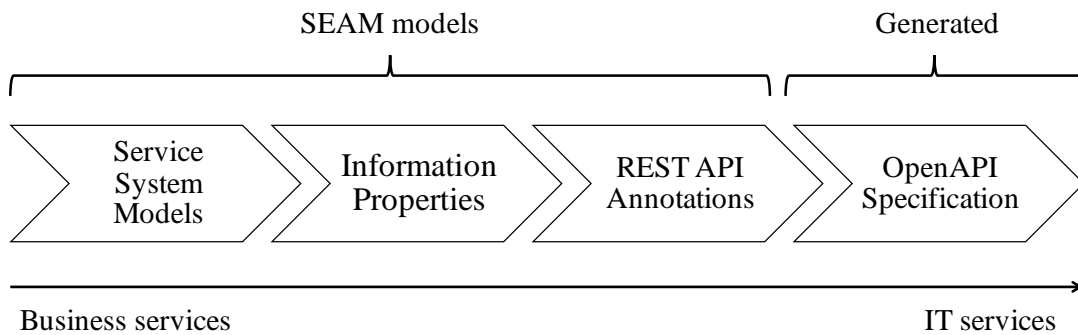 SEAM models
Generated
Service
System
Models
Information
Properties
REST API
Annotations
OpenAPI
Specification
Business services
IT services